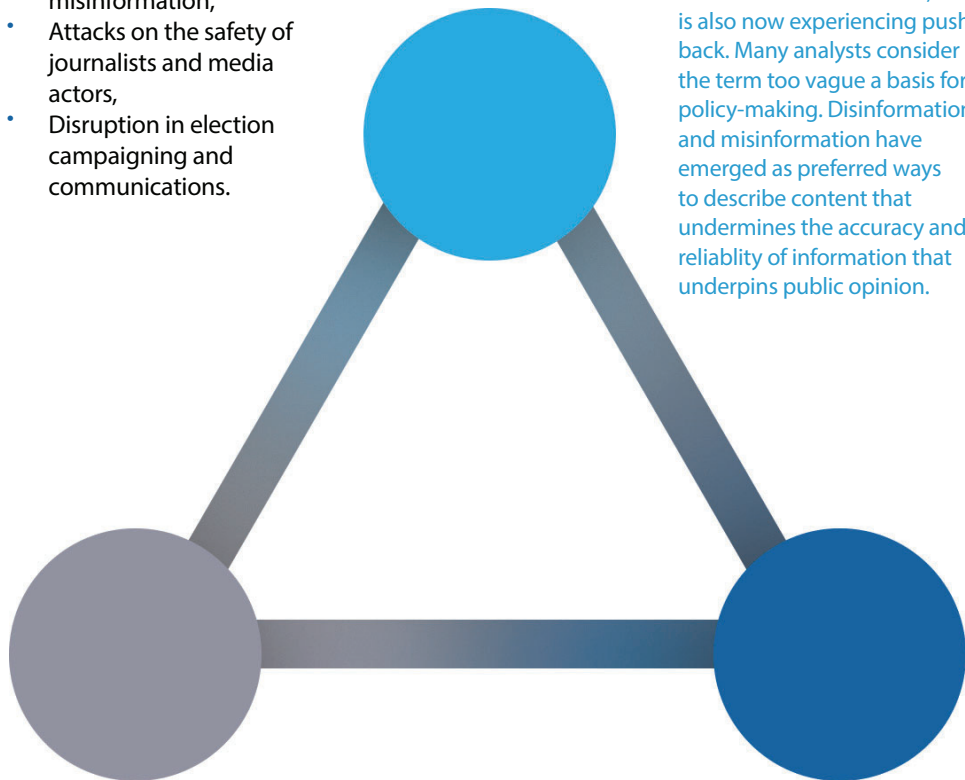 misinformation,
• Attacks on the safety of
journalists and media
actors,
• Disruption in election
campaigning and
communications.
is also now experiencing push
back. Many analysts consider
the term too vague a basis for
policy-making. Disinformation
and misinformation have
emerged as preferred ways
to describe content that
undermines the accuracy and
reliablity of information that
underpins public opinion.